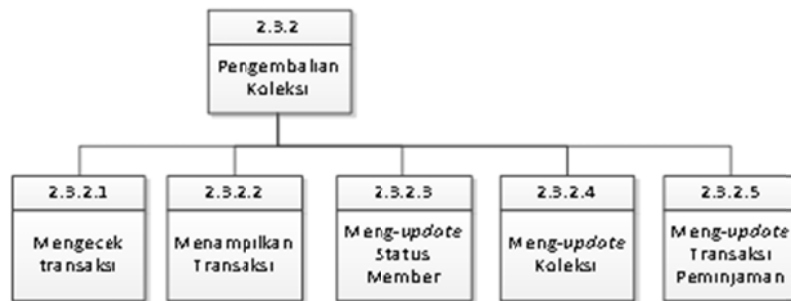 2.3.2
Pengembalian
Koleksi
2.3.2.1
Mengecek
transaksi
2.3.2.2
Menampilkan
Transaksi
2.3.2.3
Meng-update
Status
Member
2.3.2.4
Meng-update
Koleksi
2.3.2.5
Meng-update
Transaksi
Peminjaman